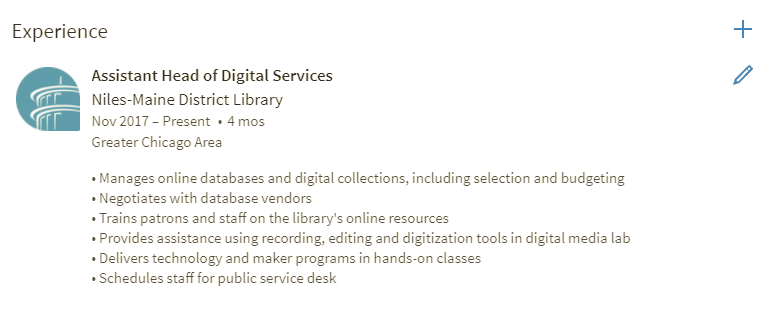 Experience
Assistant Head of Digital Services
Niles-Maine District Library
Nov 2017 – Present • 4 mos
Greater Chicago Area
• Manages online databases and digital collections, including selection and budgeting
• Negotiates with database vendors
• Trains patrons and staff on the library's online resources
• Provides assistance using recording, editing and digitization tools in digital media lab
• Delivers technology and maker programs in hands-on classes
• Schedules staff for public service desk